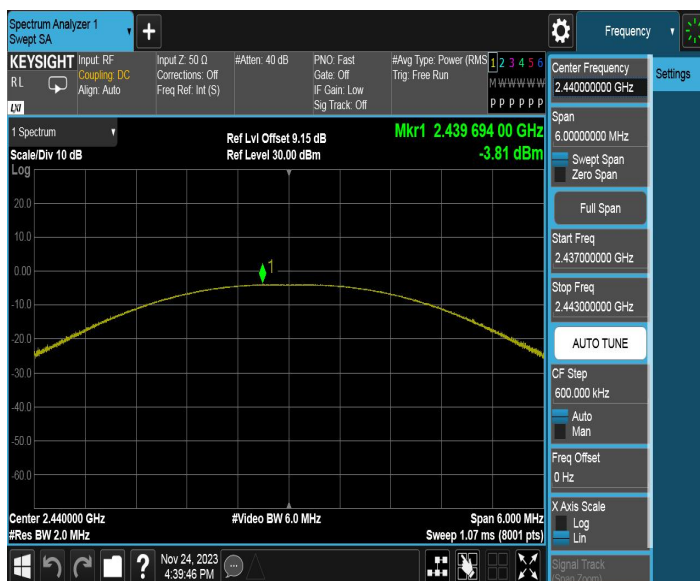 Spectrum Analyzer 1
Swept SA
+
Frequency
KEYSIGHT
RL
LXI
Input: RF
Coupling: DC
Align: Auto
Input Z: 50 Ω
Corrections: Off
Freq Ref: Int (S)
#Atten: 40 dB
PNO: Fast
Gate: Off
IF Gain: Low
Sig Track: Off
#Avg Type: Power (RMS
Trig: Free Run
1 2 3 4 5 6
M W W W W W
P P P P P P
1 Spectrum
Scale/Div 10 dB
Log
Ref Lvl Offset 9.15 dB
Ref Level 30.00 dBm
Mkr1 2.439 694 00 GHz
-3.81 dBm
20.0
10.0
0.00
-10.0
-20.0
-30.0
-40.0
-50.0
-60.0
1
Center 2.44000 GHz
#Res BW 2.0 MHz
#Video BW 6.0 MHz
Span 6.000 MHz
Sweep 1.07 ms (8001 pts)
?
Nov 24, 2023
4:39:46 PM
Center Frequency
2.440000000 GHz
Settings
Span
6.00000000 MHz
Swept Span
Zero Span
Full Span
Start Freq
2.437000000 GHz
Stop Freq
2.443000000 GHz
AUTO TUNE
CF Step
600.000 kHz
Auto
Man
Freq Offset
0 Hz
X Axis Scale
Log
Lin
Signal Track
(Span Zoom)